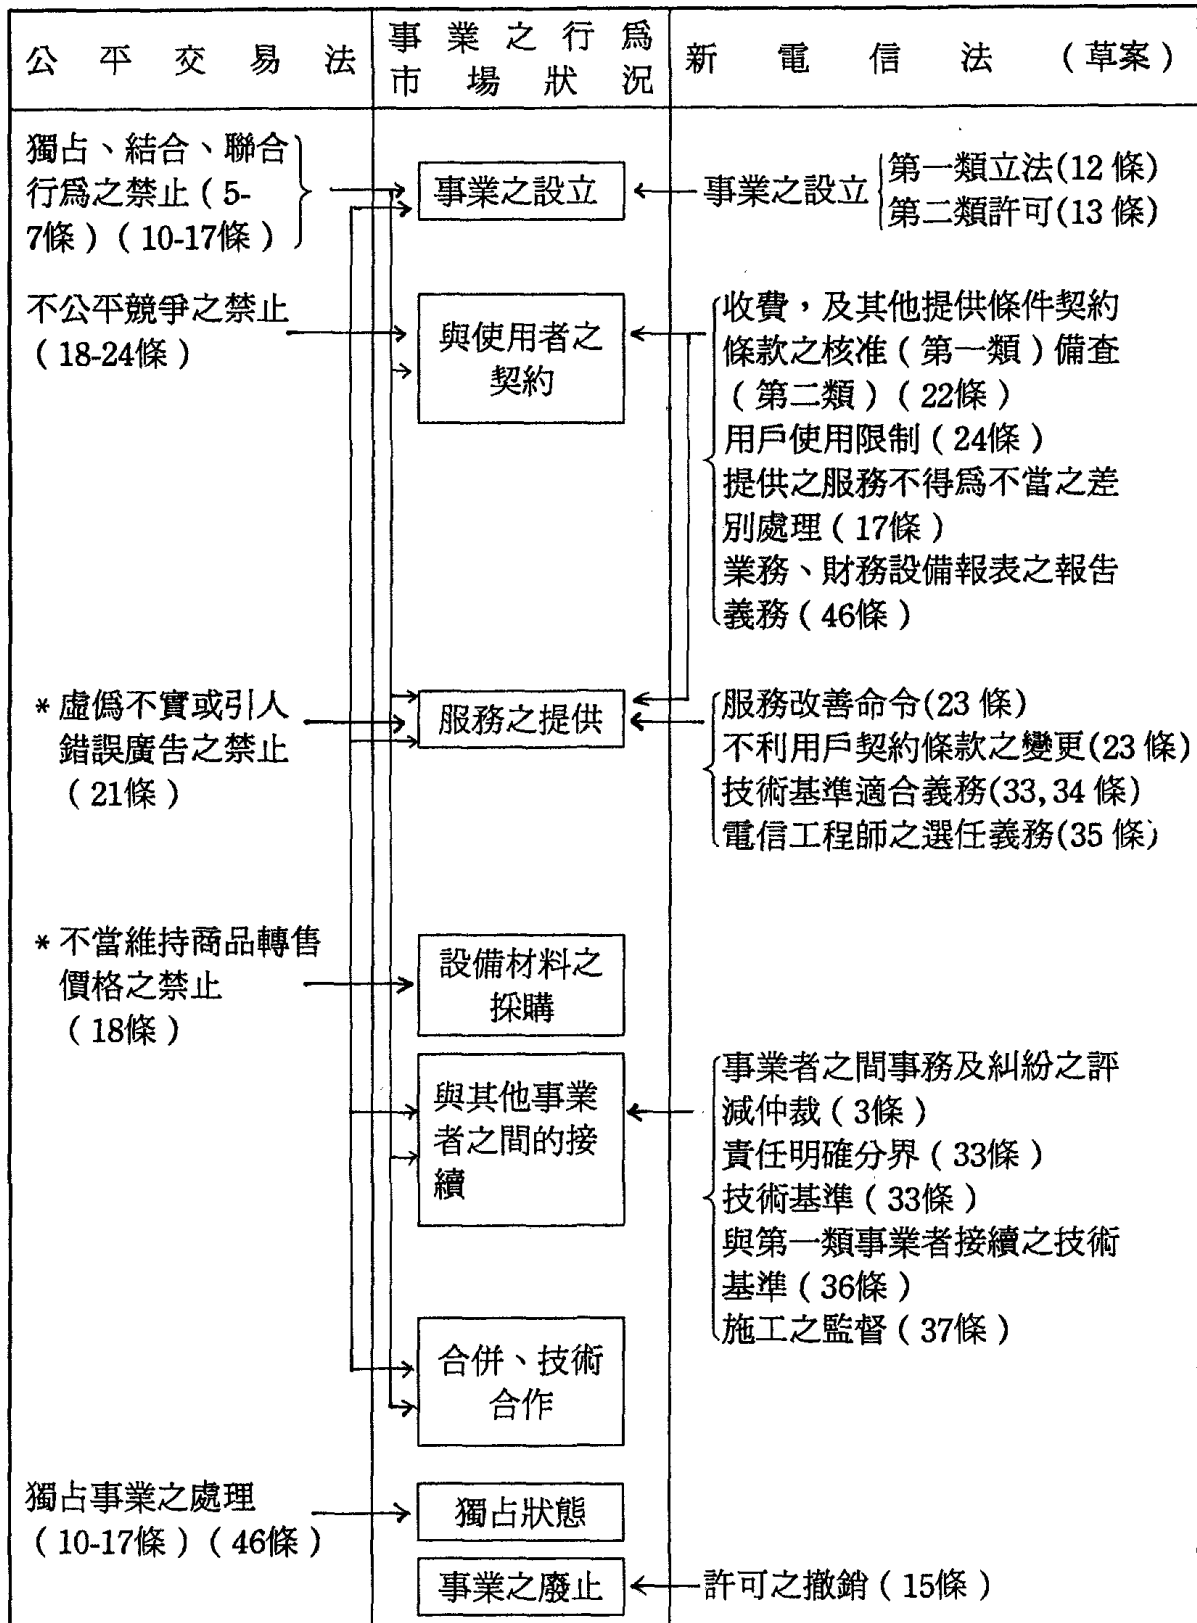 公平交易法
事業之行為
市場狀況
新電信法(草案)
獨占、結合、聯合
行為之禁止(5-
7條)(10-17條)
事業之設立
事業之設立
第一類立法(12條)
第二類許可(13條)
不公平競爭之禁止
(18-24條)
與使用者之
契約
收費,及其他提供條件契約
條款之核准(第一類)備查
(第二類)(22條)
用戶使用限制(24條)
提供之服務不得為不當之差
別處理(17條)
業務、財務設備報表之報告
義務(46條)
*虛偽不實或引人
錯誤廣告之禁止
(21條)
服務之提供
服務改善命令(23條)
不利用戶契約條款之變更(23條)
技術基準適合義務(33,34條)
電信工程師之選任義務(35條)
*不當維持商品轉售
價格之禁止
(18條)
設備材料之
採購
與其他事業
者之間的接
續
事業者之間事務及糾紛之評
減仲裁(3條)
責任明確分界(33條)
技術基準(33條)
與第一類事業者接續之技術
基準(36條)
施工之監督(37條)
合併、技術
合作
獨占事業之處理
(10-17條)(46條)
獨占狀態
事業之廢止
許可之撤銷(15條)